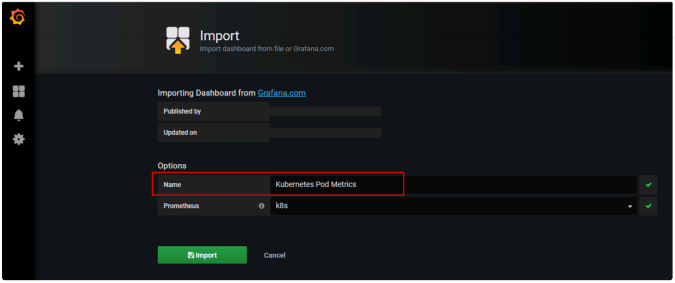 Import
Import dashboard from file or Grafana.com
Importing Dashboard from Grafana.com
Published by
Updated on
Options
Name Kubernetes Pod Metrics
Prometheus k8s
Import Cancel